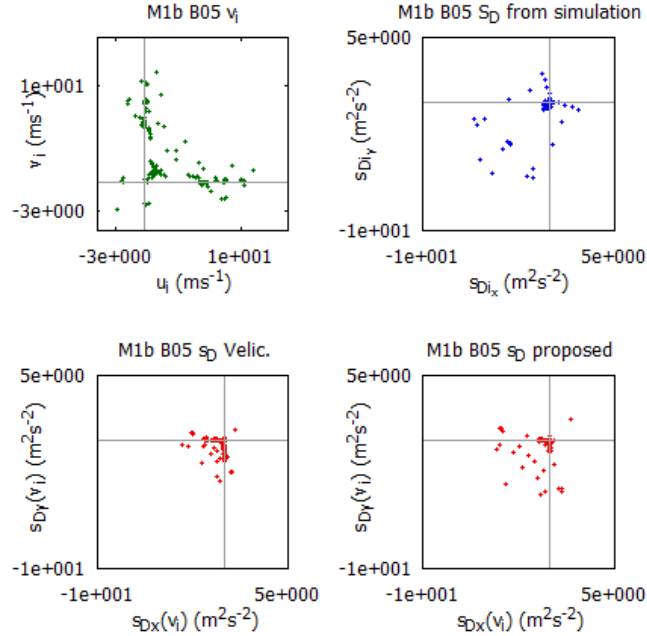 M1b B05 vi
M1b B05 SD from simulation
1e+001
-3e+000
vi (ms-1)
-3e+000
1e+001
ui (ms-1)
5e+000
-1e+001
sDiy (m2s-2)
-1e+001
5e+000
sDix (m2s-2)
M1b B05 sD Velic.
M1b B05 sD proposed
5e+000
-1e+001
sDy(vi) (m2s-2)
-1e+001
5e+000
sDx(vi) (m2s-2)
5e+000
-1e+001
sDy(vi) (m2s-2)
-1e+001
5e+000
sDx(vi) (m2s-2)